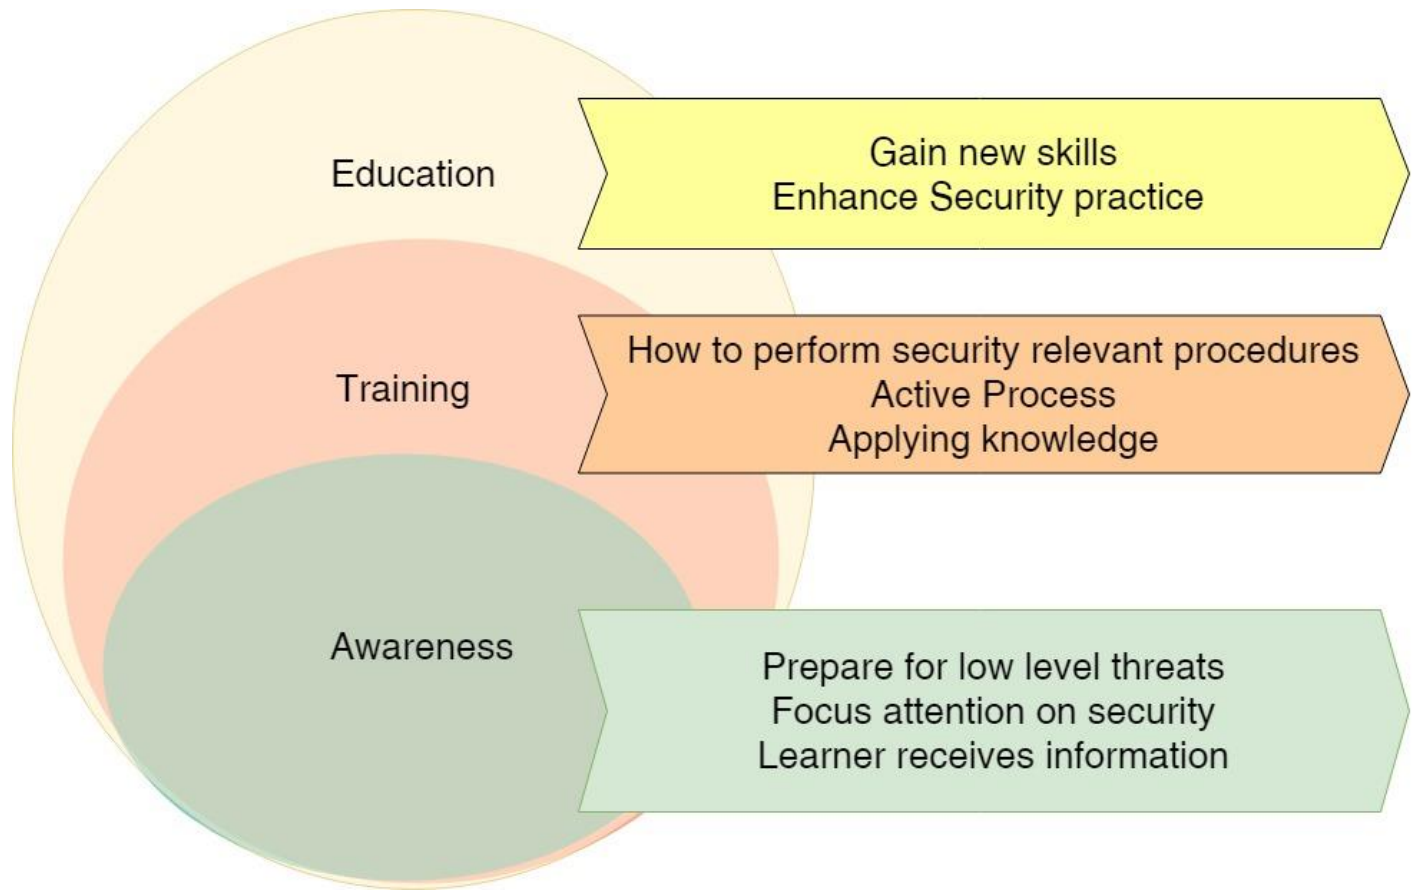 Education
Gain new skills
Enhance Security practice
Training
How to perform security relevant procedures
Active Process
Applying knowledge
Awareness
Prepare for low level threats
Focus attention on security
Learner receives information